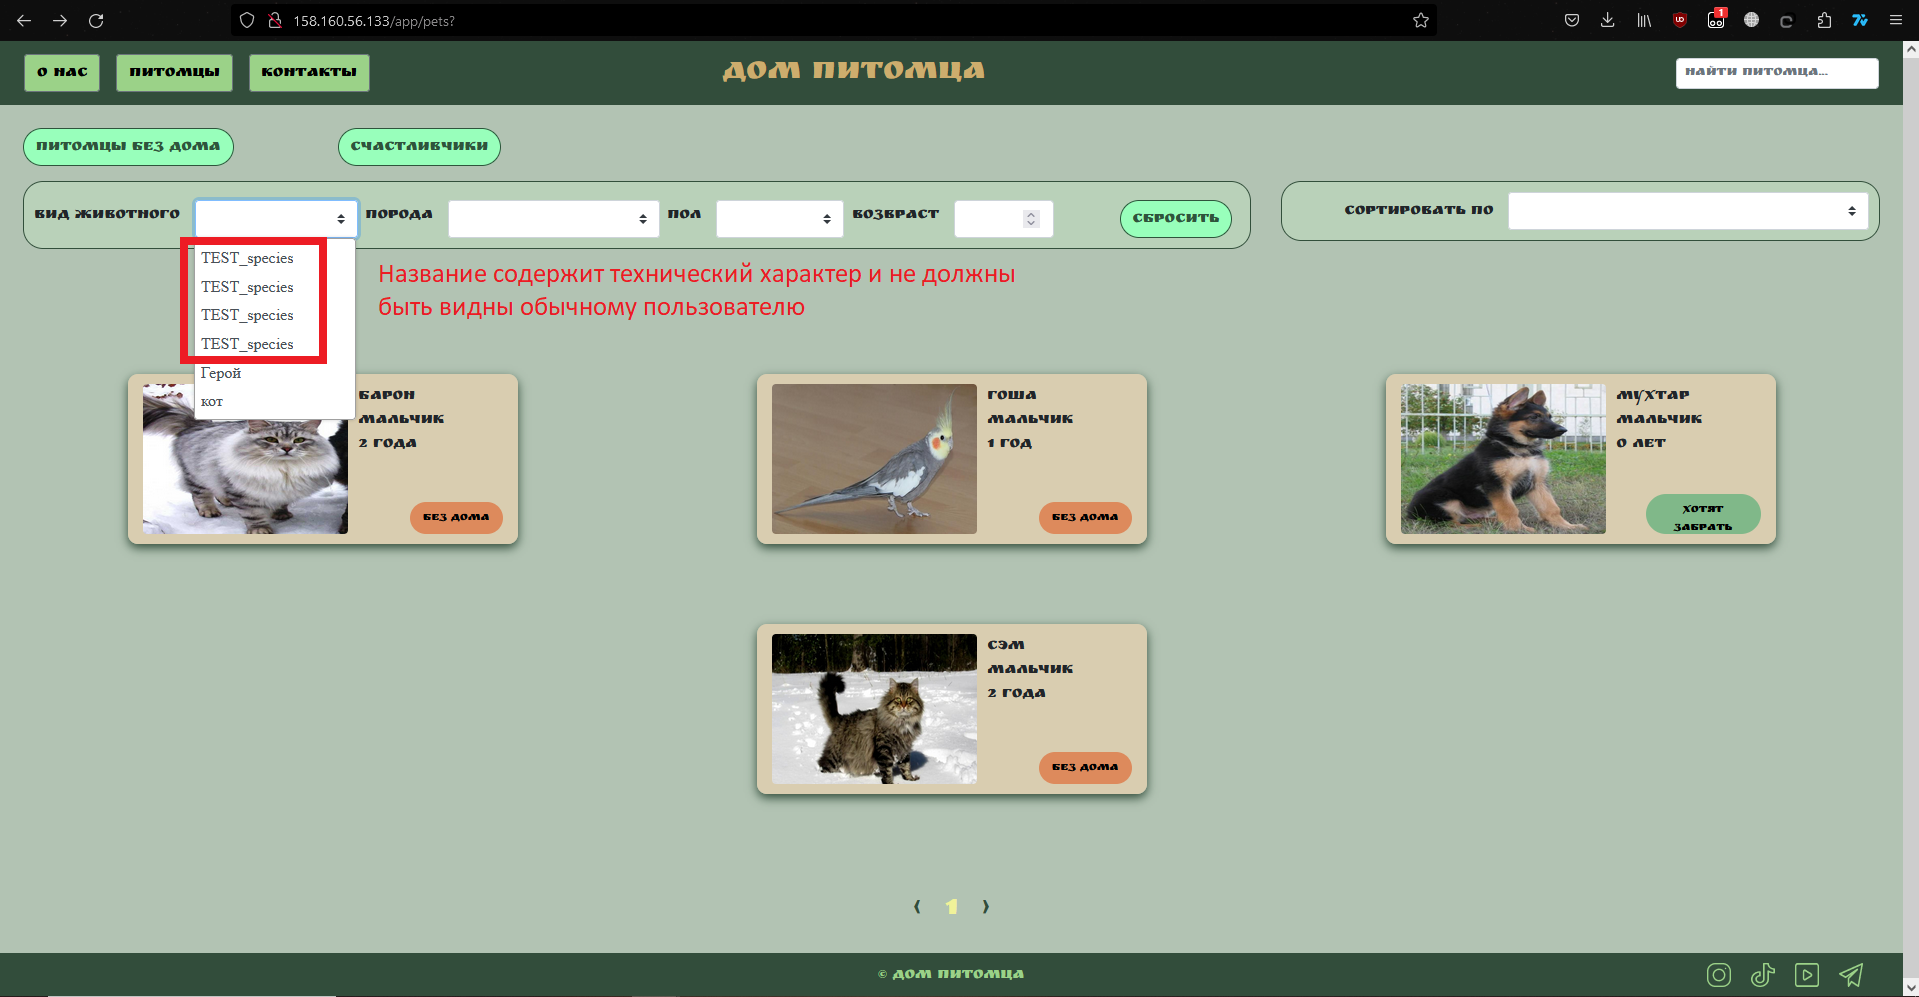 158.160.56.133/app/pets?
1
О НАС
ПИТОМЦЫ
КОНТАКТЫ
ДОМ ПИТОМЦА
НАЙТИ ПИТОМЦА...
ПИТОМЦЫ БЕЗ ДОМА
СЧАСТЛИВЧИКИ
ВИД ЖИВОТНОГО
ПОРОДА
ПОЛ
ВОЗВРАСТ
СБРОСИТЬ
СОРТИРОВАТЬ ПО
TEST_species
TEST_species
TEST_species
TEST_species
Герой
кот
Название содержит технический характер и не должны
быть видны обычному пользователю
БАРОН
МАЛЬЧИК
2 ГОДА
БЕЗ ДОМА
ГОША
МАЛЬЧИК
1 ГОД
БЕЗ ДОМА
МУХТАР
МАЛЬЧИК
0 ЛЕТ
ХОТЯТ
ЗАБРАТЬ
СЭМ
МАЛЬЧИК
2 ГОДА
БЕЗ ДОМА
‹ 1 ›
© ДОМ ПИТОМЦА